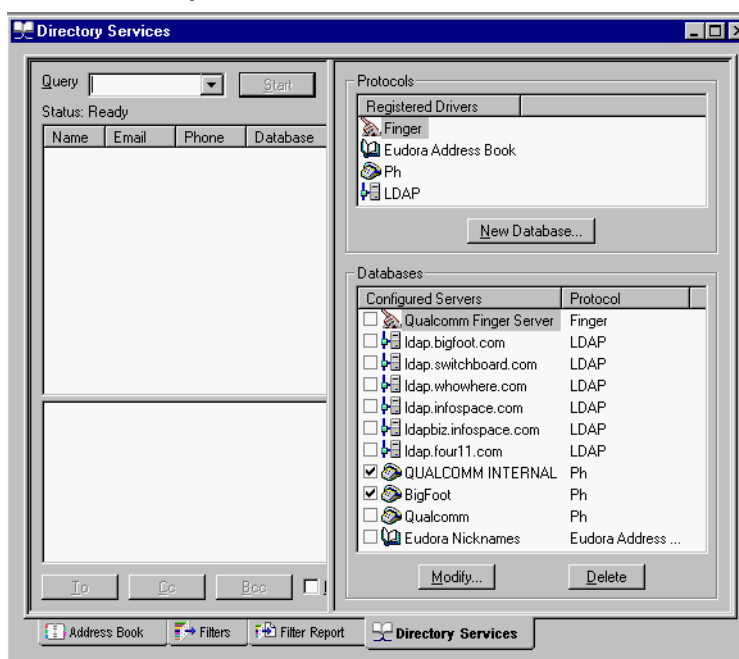 Directory Services
Query
Start
Status: Ready
Name Email Phone Database
To Cc Bcc
Protocols
Registered Drivers
Finger
Eudora Address Book
Ph
LDAP
New Database...
Databases
Configured Servers Protocol
Qualcomm Finger Server Finger
ldap.bigfoot.com LDAP
ldap.switchboard.com LDAP
ldap.whowhere.com LDAP
ldap.infospace.com LDAP
ldapbiz.infospace.com LDAP
ldap.four11.com LDAP
QUALCOMM INTERNAL Ph
BigFoot Ph
Qualcomm Ph
Eudora Nicknames Eudora Address ...
Modify... Delete
Address Book Filters Filter Report Directory Services